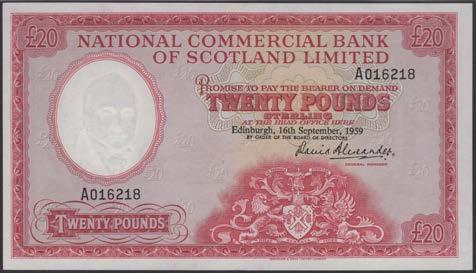 £20
£20
NATIONAL COMMERCIAL BANK
OF SCOTLAND LIMITED
A016218
PROMISE TO PAY THE BEARER ON DEMAND
TWENTY POUNDS
STERLING
AT THE HEAD OFFICE HERE
Edinburgh, 16th September, 1959
BY ORDER OF THE BOARD OF DIRECTORS
David Alexander
GENERAL MANAGER
A016218
TWENTY POUNDS
£20